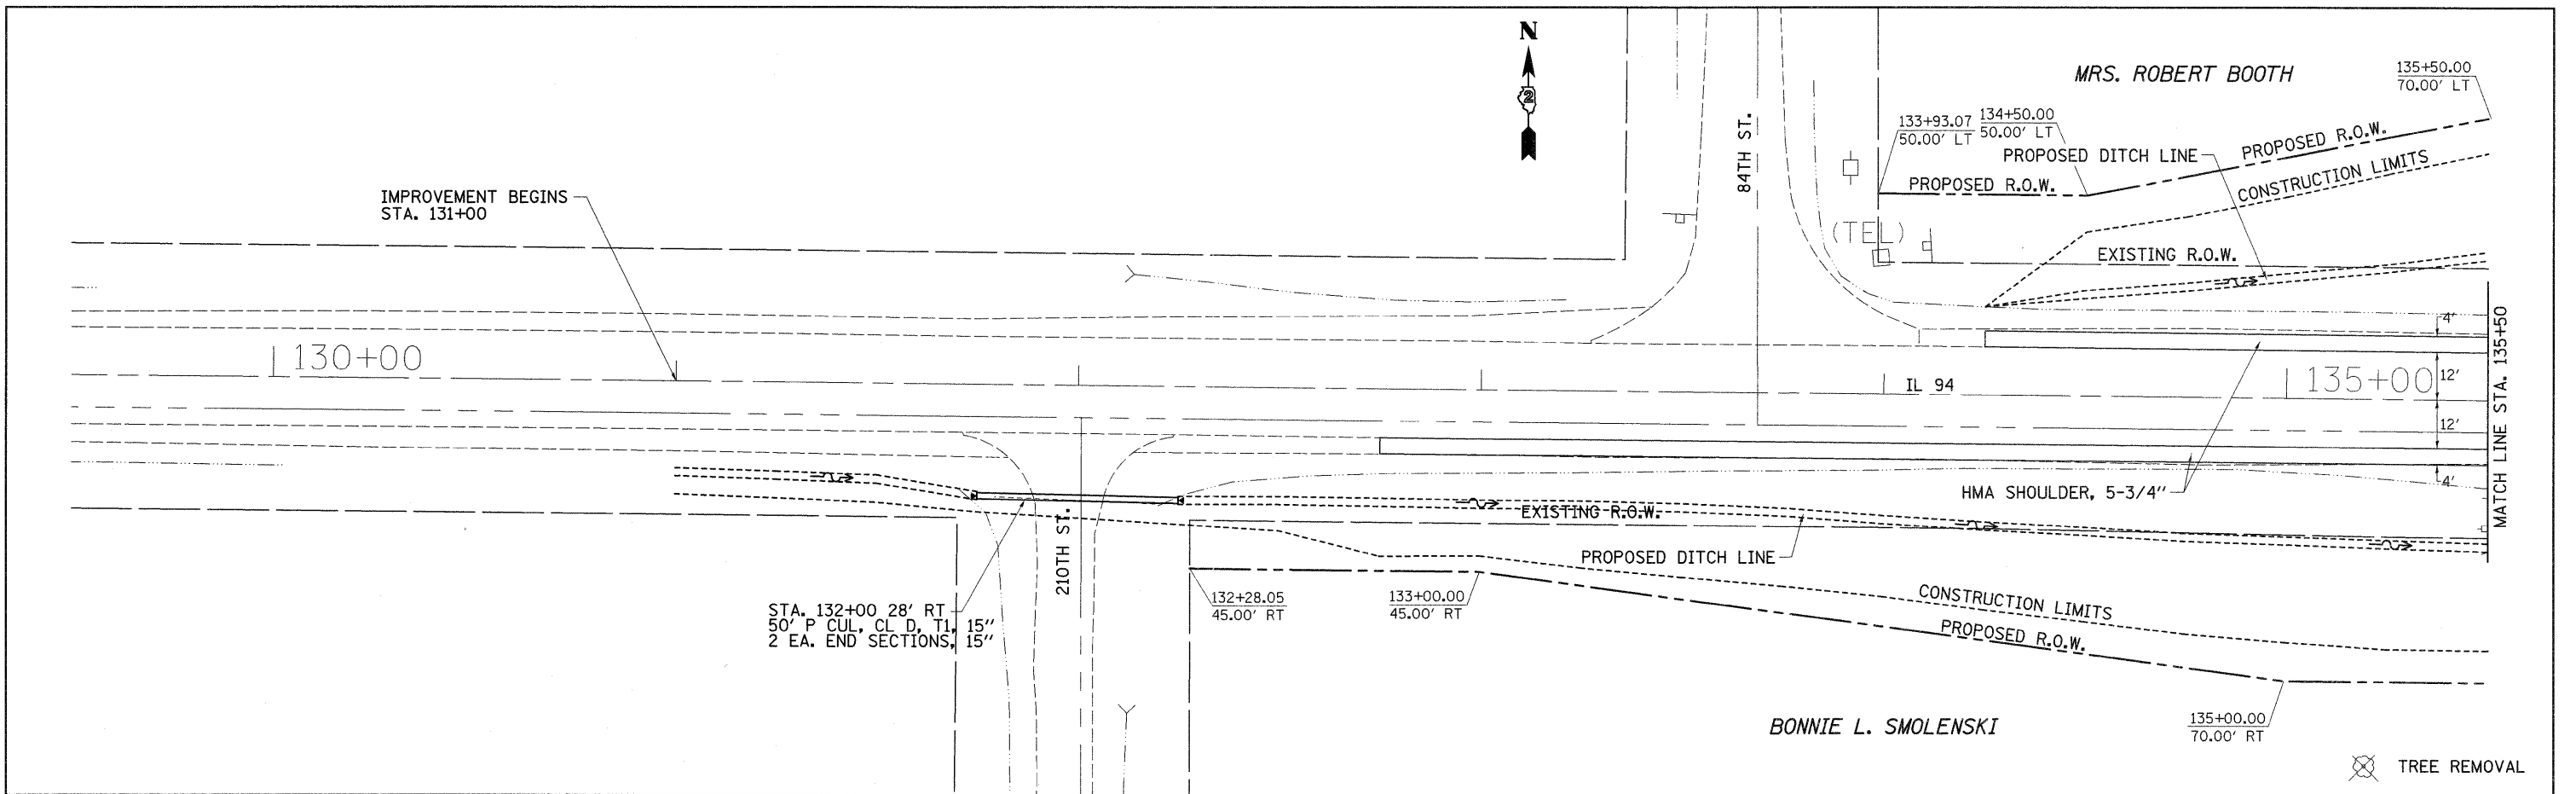 N
2
MRS. ROBERT BOOTH
135+50.00
70.00' LT
133+93.07
50.00' LT
134+50.00
50.00' LT
84TH ST.
PROPOSED DITCH LINE
PROPOSED R.O.W.
PROPOSED R.O.W.
CONSTRUCTION LIMITS
IMPROVEMENT BEGINS
STA. 131+00
(TEL)
EXISTING R.O.W.
4'
130+00
IL 94
135+00
12'
12'
MATCH LINE STA. 135+50
4'
HMA SHOULDER, 5-3/4"
EXISTING R.O.W.
210TH ST.
PROPOSED DITCH LINE
STA. 132+00 28' RT
50' P CUL, CL D, T1, 15"
2 EA. END SECTIONS, 15"
132+28.05
45.00' RT
133+00.00
45.00' RT
CONSTRUCTION LIMITS
PROPOSED R.O.W.
BONNIE L. SMOLENSKI
135+00.00
70.00' RT
TREE REMOVAL